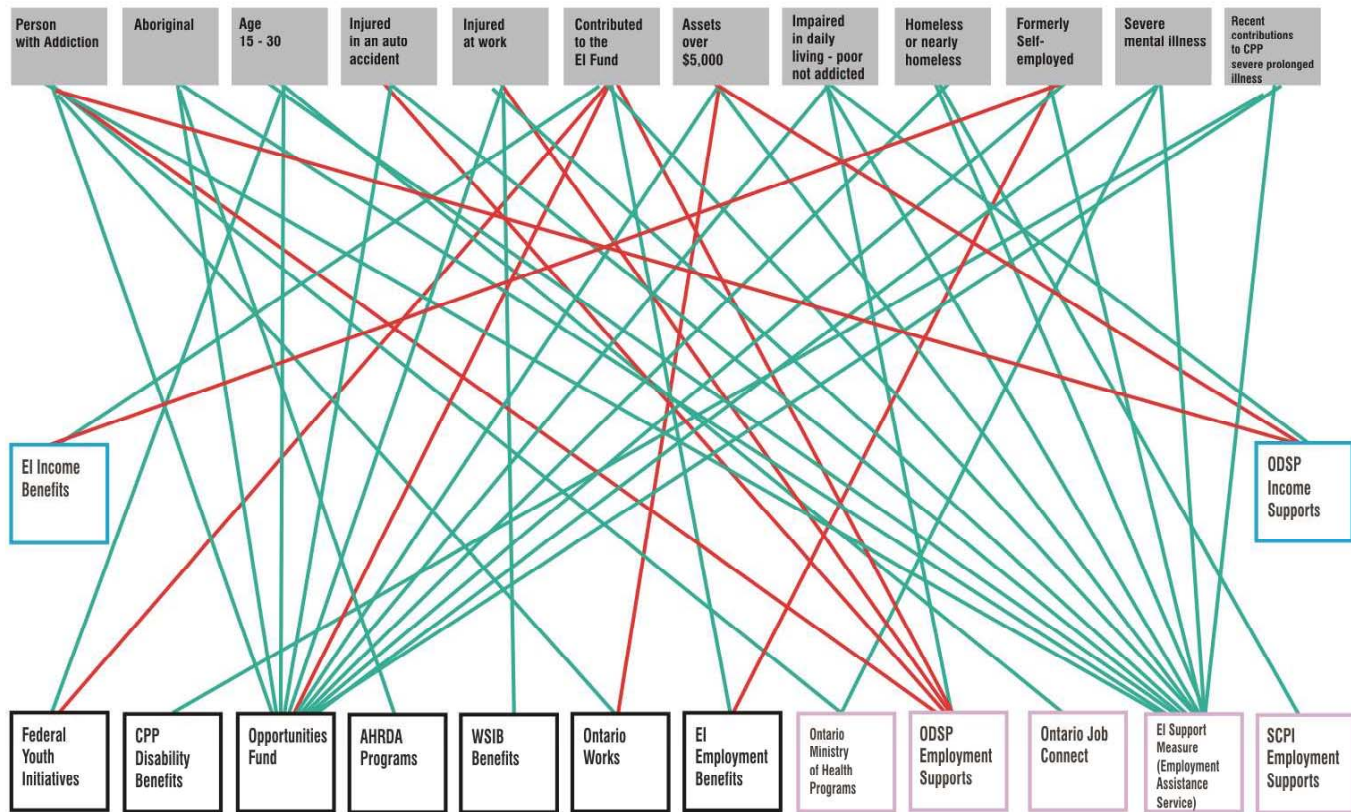 Person
with Addiction
Aboriginal
Age
15 - 30
Injured
in an auto
accident
Injured
at work
Contributed
to the
EI Fund
Assets
over
$5,000
Impaired
in daily
living - poor
not addicted
Homeless
or nearly
homeless
Formerly
Self-
employed
Severe
mental illness
Recent
contributions
to CPP
severe prolonged
illness
EI Income
Benefits
ODSP
Income
Supports
Federal
Youth
Initiatives
CPP
Disability
Benefits
Opportunities
Fund
AHRDA
Programs
WSIB
Benefits
Ontario
Works
EI
Employment
Benefits
Ontario
Ministry
of Health
Programs
ODSP
Employment
Supports
Ontario Job
Connect
EI Support
Measure
(Employment
Assistance
Service)
SCPI
Employment
Supports